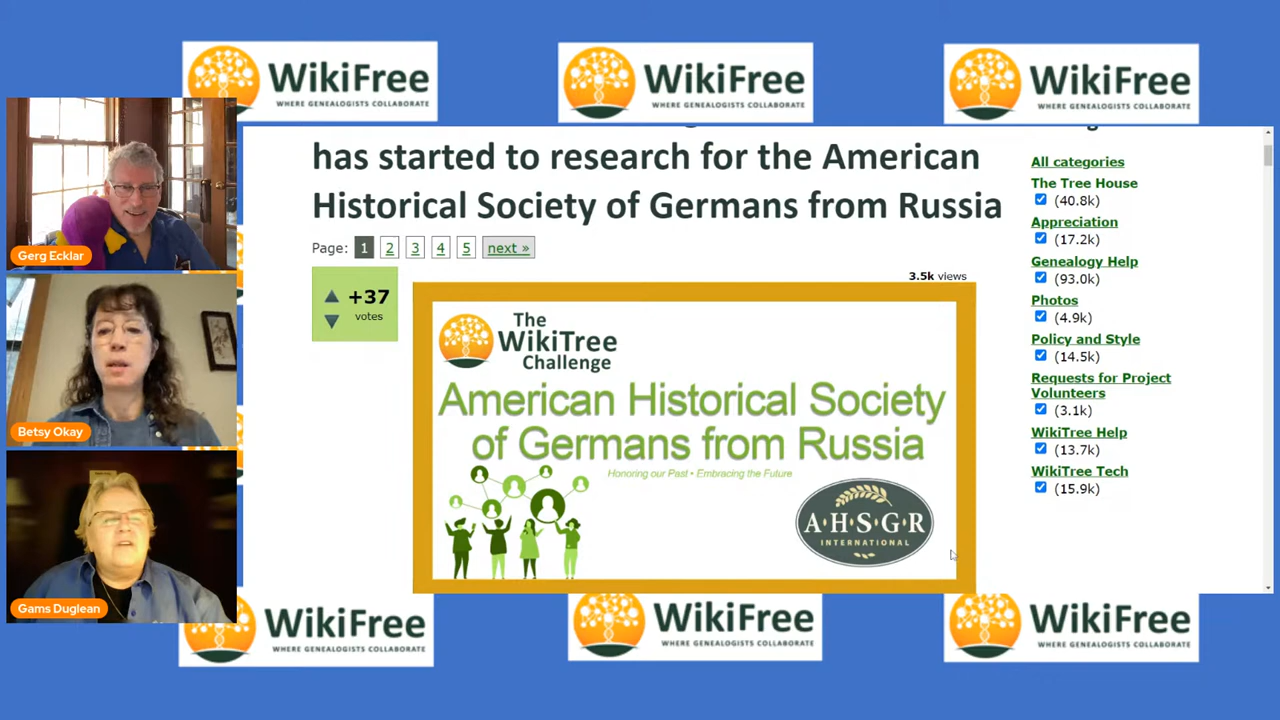 WikiFree
WHERE GENEALOGISTS COLLABORATE
WikiFree
WHERE GENEALOGISTS COLLABORATE
WikiFree
WHERE GENEALOGISTS COLLABORATE
Gerg Ecklar
Betsy Okay
Gams Duglean
has started to research for the American
Historical Society of Germans from Russia
Page: 1 2 3 4 5 next »
+37
votes
3.5k views
The
WikiTree
Challenge
American Historical Society
of Germans from Russia
Honoring our Past • Embracing the Future
A·H·S·G·R
INTERNATIONAL
All categories
The Tree House
(40.8k)
Appreciation
(17.2k)
Genealogy Help
(93.0k)
Photos
(4.9k)
Policy and Style
(14.5k)
Requests for Project
Volunteers
(3.1k)
WikiTree Help
(13.7k)
WikiTree Tech
(15.9k)
WikiFree
WHERE GENEALOGISTS COLLABORATE
WikiFree
WHERE GENEALOGISTS COLLABORATE
WikiFree
WHERE GENEALOGISTS COLLABORATE